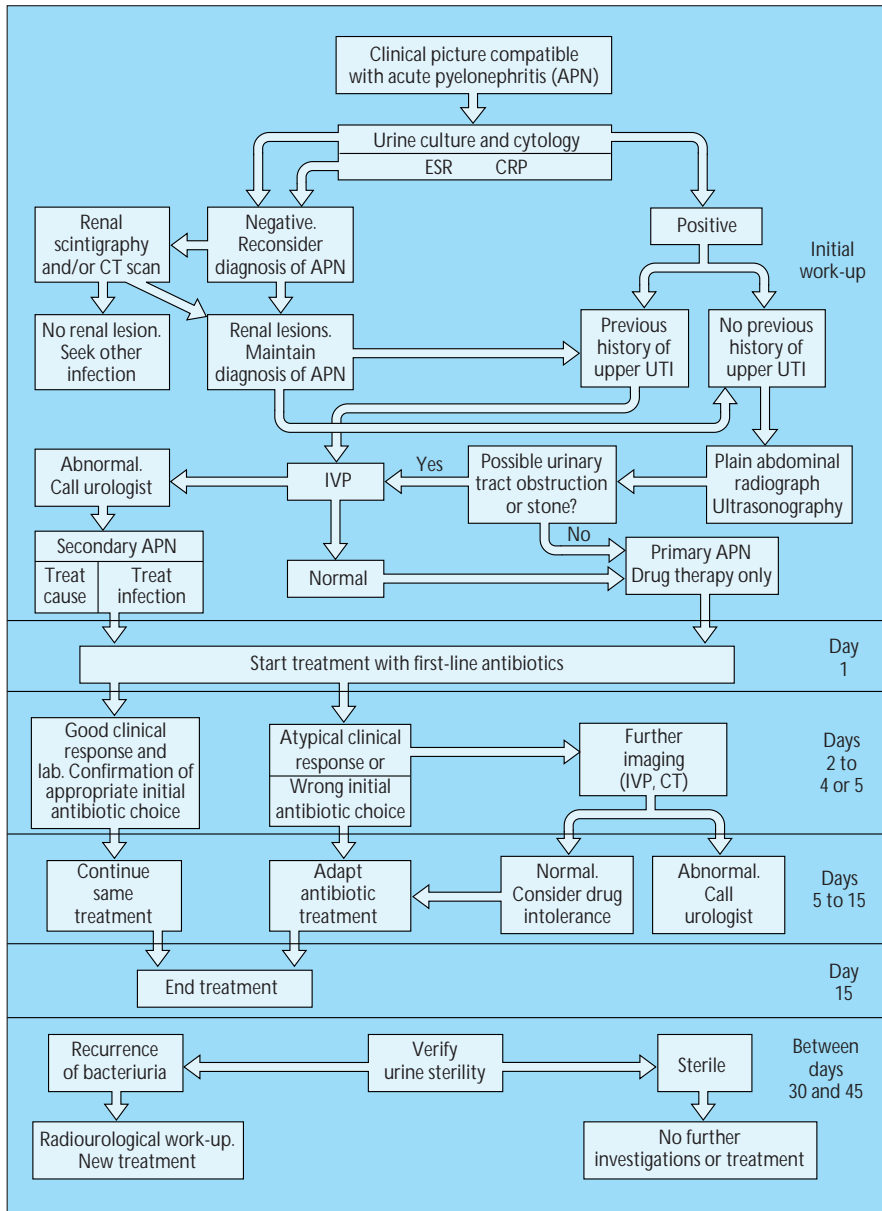 Clinical picture compatible
with acute pyelonephritis (APN)
Urine culture and cytology
ESR CRP
Renal
scintigraphy
and/or CT scan
Negative.
Reconsider
diagnosis of APN
Positive
Initial
work-up
No renal lesion.
Seek other
infection
Renal lesions.
Maintain
diagnosis of APN
Previous
history of
upper UTI
No previous
history of
upper UTI
Abnormal.
Call urologist
IVP
Yes
Possible urinary
tract obstruction
or stone?
Plain abdominal
radiograph
Ultrasonography
No
Secondary APN
Treat
cause
Treat
infection
Normal
Primary APN
Drug therapy only
Start treatment with first-line antibiotics
Day
1
Good clinical
response and
lab. Confirmation of
appropriate initial
antibiotic choice
Atypical clinical
response or
Wrong initial
antibiotic choice
Further
imaging
(IVP, CT)
Days
2 to
4 or 5
Continue
same
treatment
Adapt
antibiotic
treatment
Normal.
Consider drug
intolerance
Abnormal.
Call
urologist
Days
5 to 15
End treatment
Day
15
Recurrence
of bacteriuria
Verify
urine sterility
Sterile
Between
days
30 and 45
Radiourological work-up.
New treatment
No further
investigations or treatment